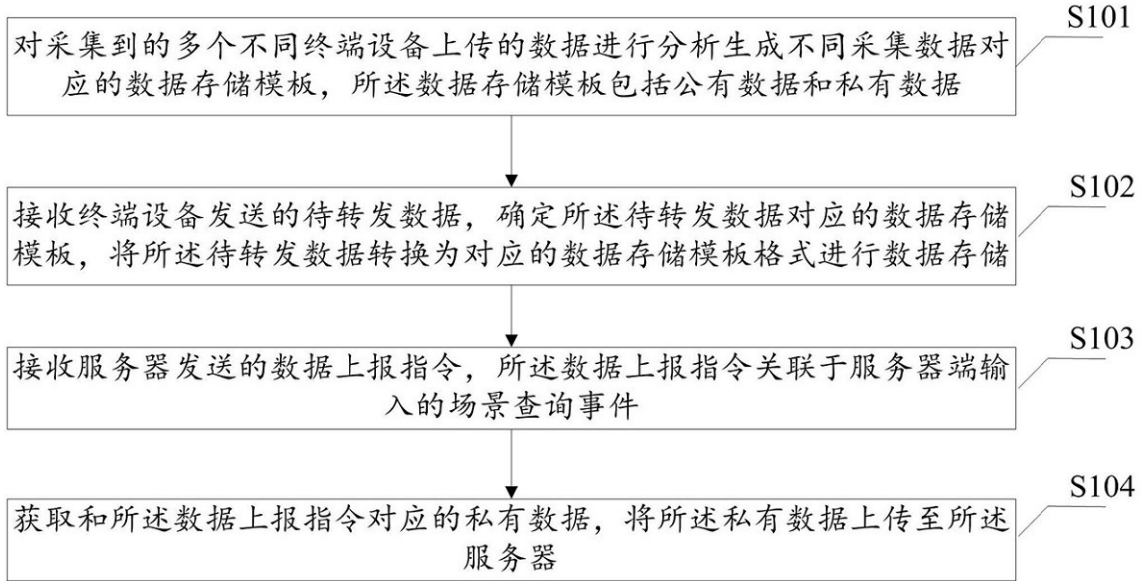 S101
对采集到的多个不同终端设备上传的数据进行分析生成不同采集数据对
应的数据存储模板，所述数据存储模板包括公有数据和私有数据
S102
接收终端设备发送的待转发数据，确定所述待转发数据对应的数据存储
模板，将所述待转发数据转换为对应的数据存储模板格式进行数据存储
S103
接收服务器发送的数据上报指令，所述数据上报指令关联于服务器端输
入的场景查询事件
S104
获取和所述数据上报指令对应的私有数据，将所述私有数据上传至所述
服务器